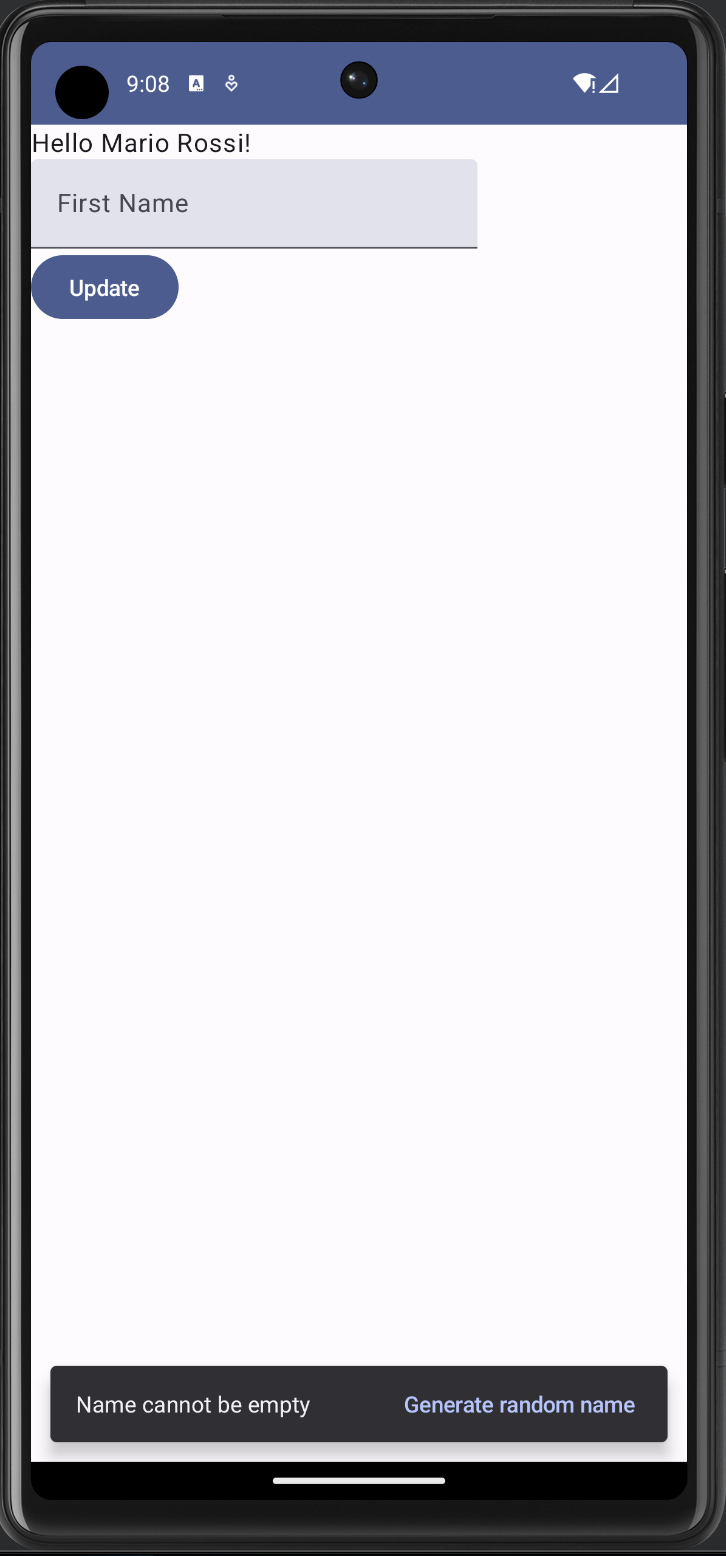 9:08
Hello Mario Rossi!
First Name
Update
Name cannot be empty Generate random name